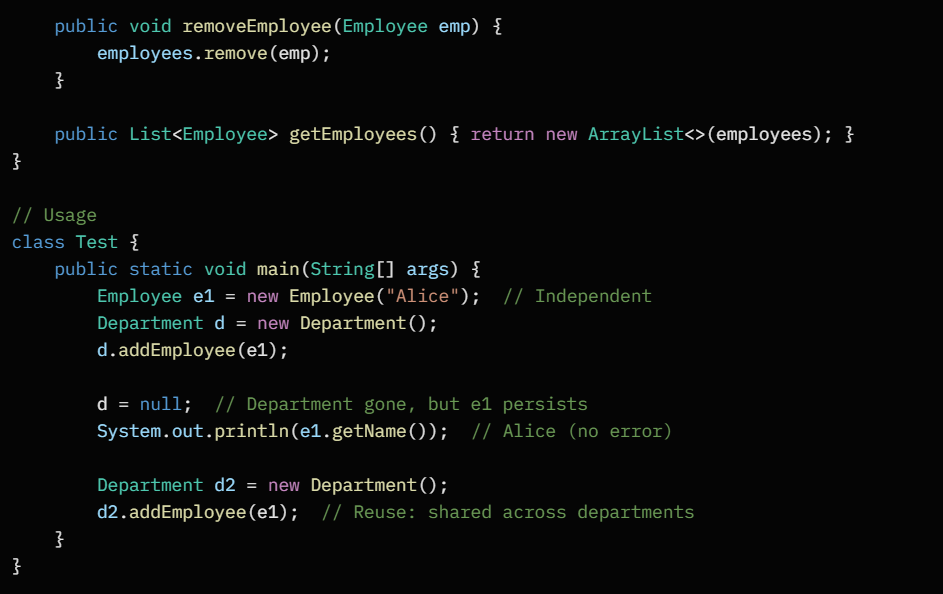 public void removeEmployee(Employee emp) {
        employees.remove(emp);
    }

    public List<Employee> getEmployees() { return new ArrayList<>(employees); }
}

// Usage
class Test {
    public static void main(String[] args) {
        Employee e1 = new Employee("Alice");  // Independent
        Department d = new Department();
        d.addEmployee(e1);

        d = null;  // Department gone, but e1 persists
        System.out.println(e1.getName());  // Alice (no error)

        Department d2 = new Department();
        d2.addEmployee(e1);  // Reuse: shared across departments
    }
}